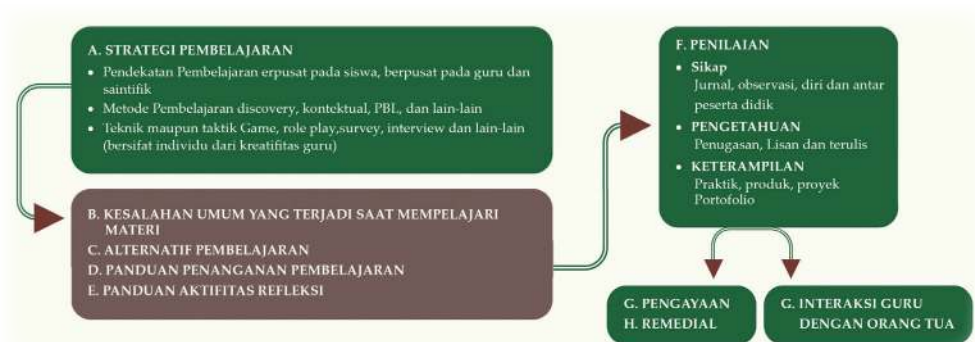 A. STRATEGI PEMBELAJARAN
• Pendekatan Pembelajaran erpusat pada siswa, berpusat pada guru dan
saintifik
• Metode Pembelajaran discovery, kontektual, PBL, dan lain-lain
• Teknik maupun taktik Game, role play,survey, interview dan lain-lain
(bersifat individu dari kreatifitas guru)
B. KESALAHAN UMUM YANG TERJADI SAAT MEMPELAJARI
MATERI
C. ALTERNATIF PEMBELAJARAN
D. PANDUAN PENANGANAN PEMBELAJARAN
E. PANDUAN AKTIFITAS REFLEKSI
F. PENILAIAN
• Sikap
Jurnal, observasi, diri dan antar
peserta didik
• PENGETAHUAN
Penugasan, Lisan dan terulis
• KETERAMPILAN
Praktik, produk, proyek
Portofolio
G. PENGAYAAN
H. REMEDIAL
G. INTERAKSI GURU
DENGAN ORANG TUA